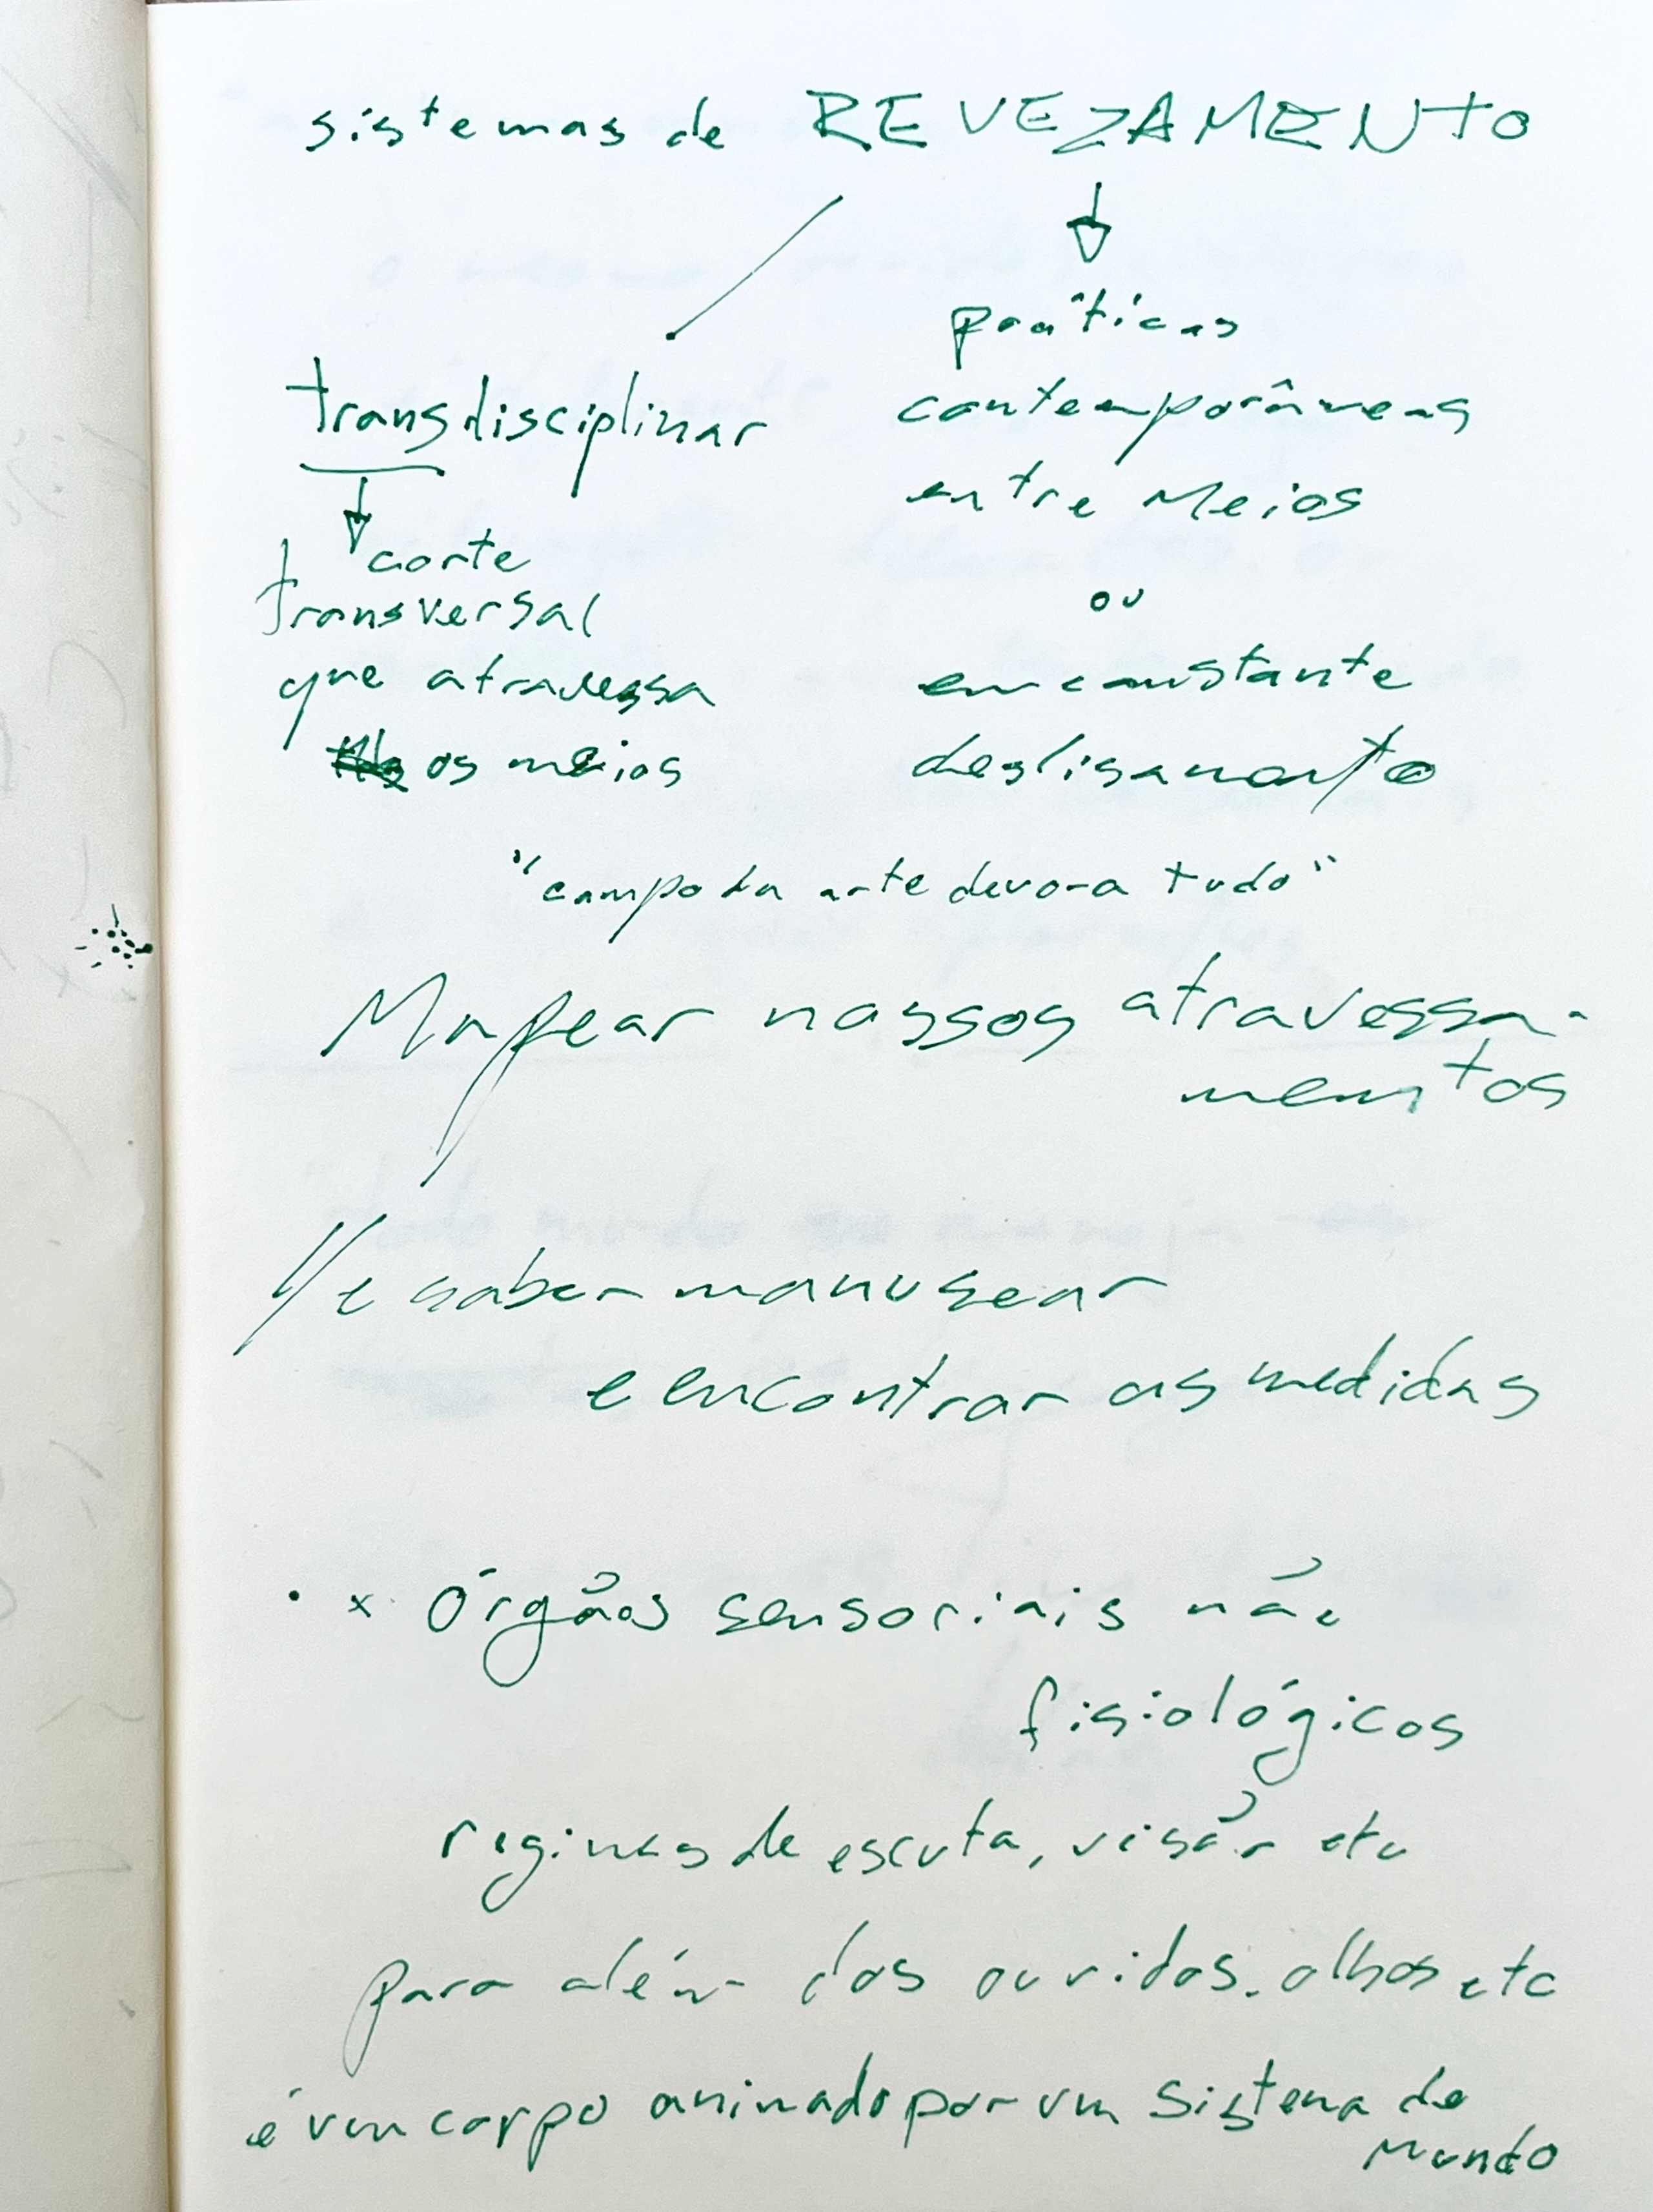 sistemas de REVEZAMENTO
transdisciplinar
corte
transversal
que atravessa
os meios
práticas
contemporâneas
entre Meios
ou
em constante
deslisamento
"campo da arte devora tudo"
Mapear nossos atravessa-
mentos
// e saber manusear
e encontrar as medidas
• x Órgãos sensoriais não
fisiológicos
regimes de escuta, visão etc
para além dos ouvidos. olhos etc
é um corpo animado por um sistema de
mundo